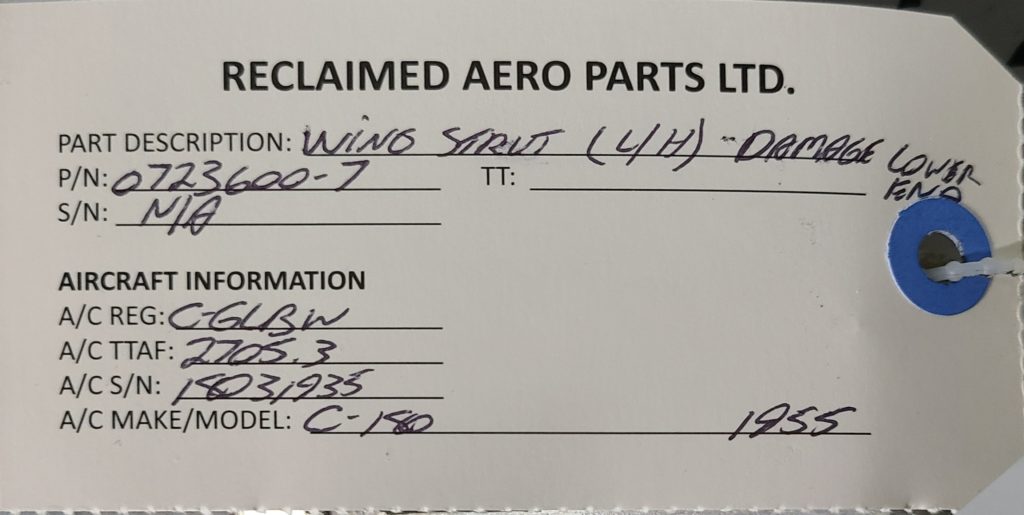 RECLAIMED AERO PARTS LTD.
PART DESCRIPTION: WING STRUT (L/H) - DAMAGE LOWER END
P/N: 0723600-7 TT:
S/N: N/A
AIRCRAFT INFORMATION
A/C REG: C-GLBW
A/C TTAF: 2705.3
A/C S/N: 18031935
A/C MAKE/MODEL: C-180 1955